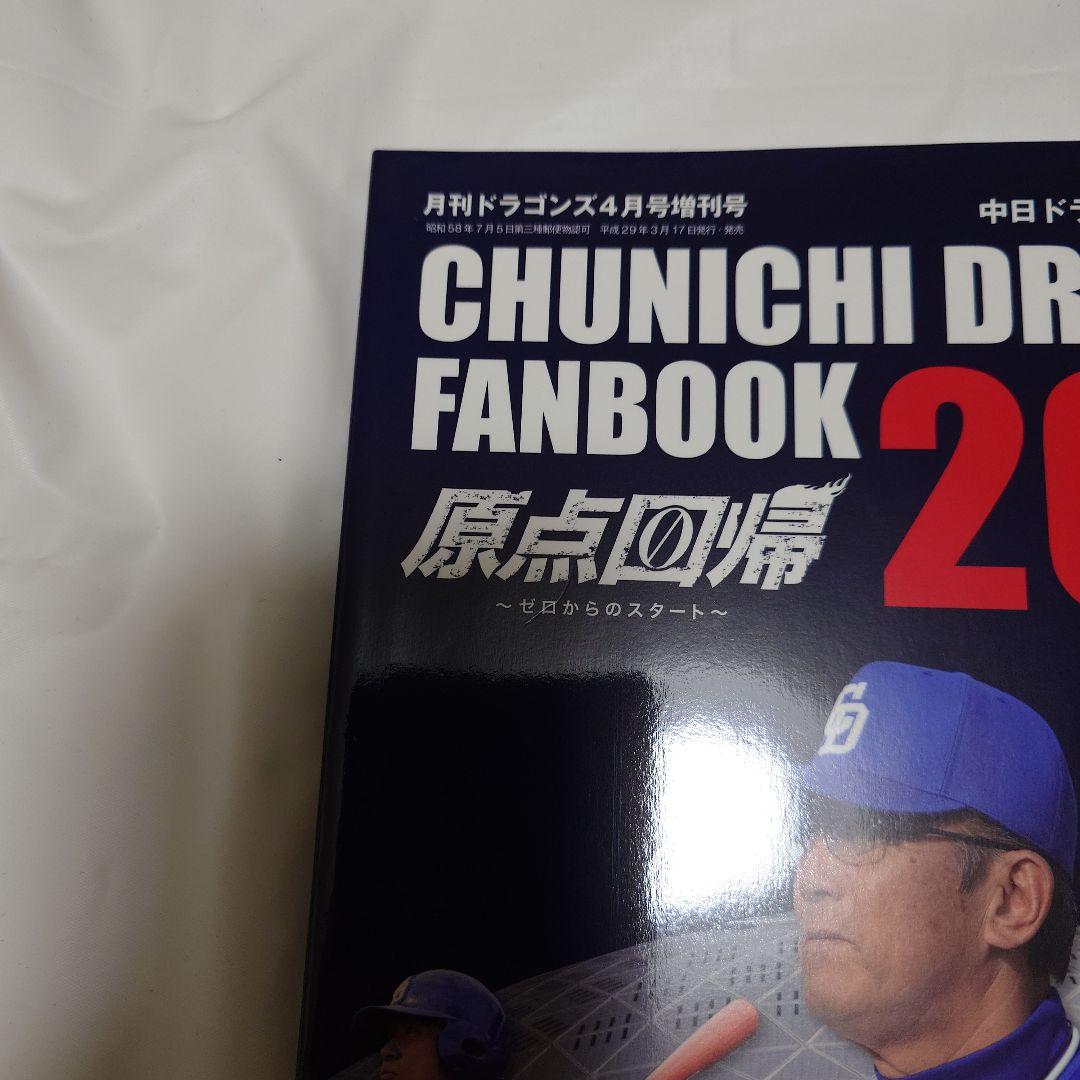 月刊ドラゴンズ4月号増刊号
中日ドラ
昭和58年7月5日第三種郵便物認可 平成29年3月17日発行・発売
CHUNICHI DR
FANBOOK 20
原点回帰
～ゼロからのスタート～
CD